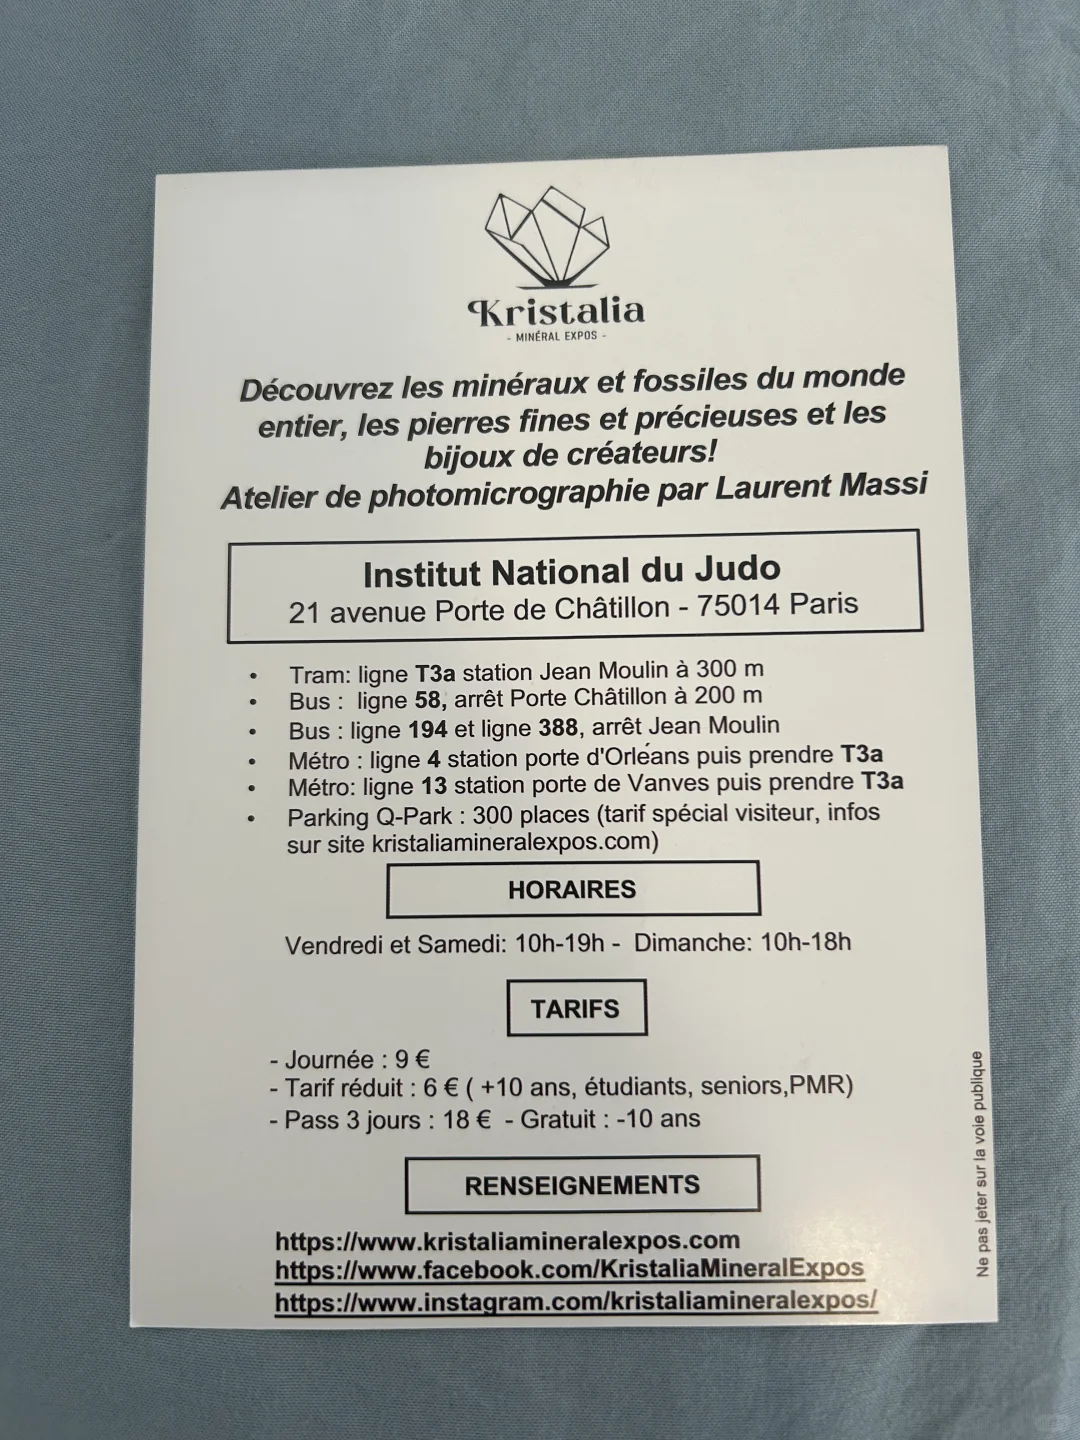 Kristalia
- MINÉRAL EXPOS -
Découvrez les minéraux et fossiles du monde
entier, les pierres fines et précieuses et les
bijoux de créateurs!
Atelier de photomicrographie par Laurent Massi
Institut National du Judo
21 avenue Porte de Châtillon - 75014 Paris
• Tram: ligne T3a station Jean Moulin à 300 m
• Bus : ligne 58, arrêt Porte Châtillon à 200 m
• Bus : ligne 194 et ligne 388, arrêt Jean Moulin
• Métro : ligne 4 station porte d'Orléans puis prendre T3a
• Métro: ligne 13 station porte de Vanves puis prendre T3a
• Parking Q-Park : 300 places (tarif spécial visiteur, infos
sur site kristaliamineralexpos.com)
HORAIRES
Vendredi et Samedi: 10h-19h - Dimanche: 10h-18h
TARIFS
- Journée : 9 €
- Tarif réduit : 6 € ( +10 ans, étudiants, seniors,PMR)
- Pass 3 jours : 18 € - Gratuit : -10 ans
RENSEIGNEMENTS
https://www.kristaliamineralexpos.com
https://www.facebook.com/KristaliaMineralExpos
https://www.instagram.com/kristaliamineralexpos/
Ne pas jeter sur la voie publique